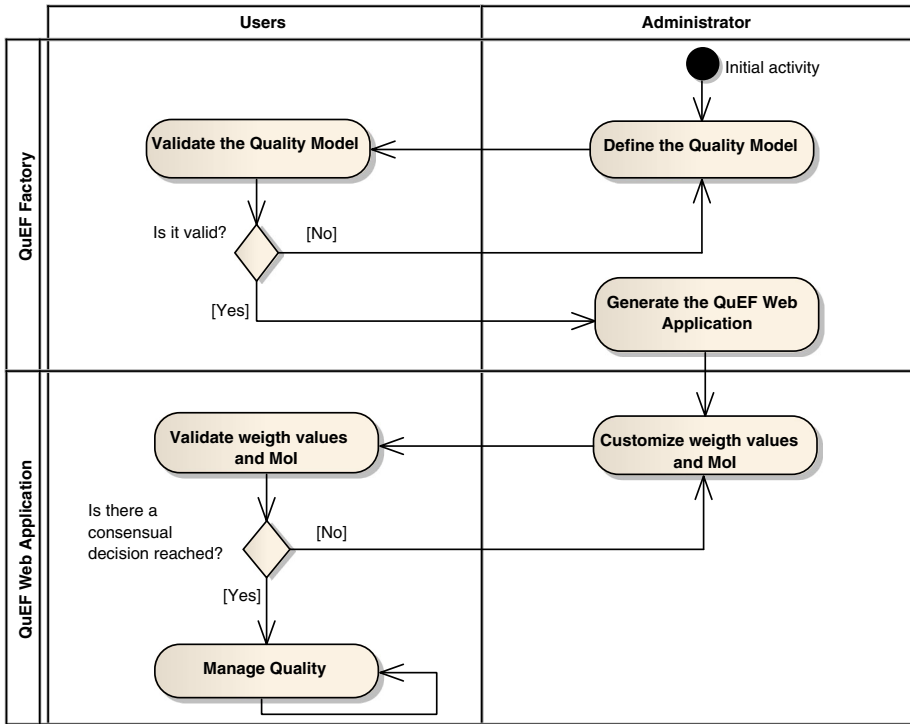 Users
Administrator
QuEF Factory
Initial activity
Validate the Quality Model
Define the Quality Model
Is it valid?
[No]
[Yes]
Generate the QuEF Web
Application
QuEF Web Application
Validate weigth values
and MoI
Customize weigth values
and MoI
Is there a
consensual
decision reached?
[No]
[Yes]
Manage Quality